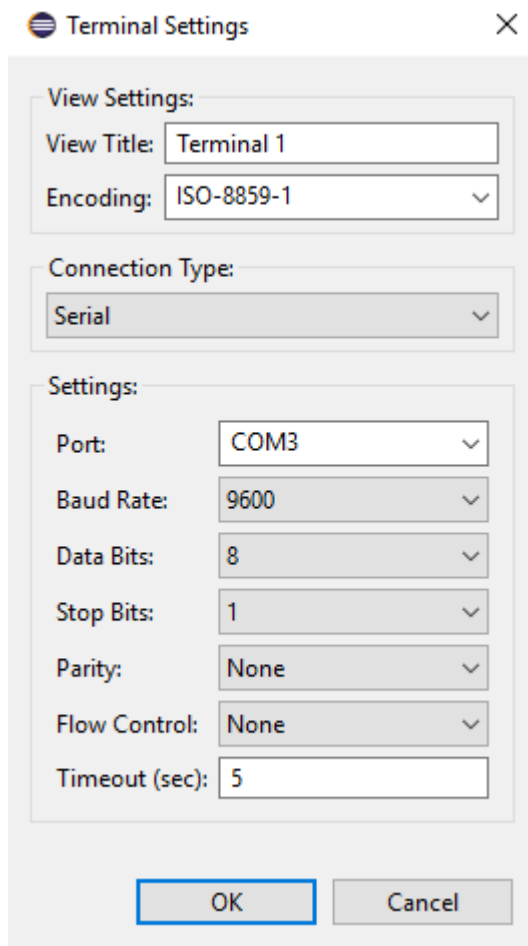 Terminal Settings
View Settings:
View Title: Terminal 1
Encoding: ISO-8859-1
Connection Type:
Serial
Settings:
Port: COM3
Baud Rate: 9600
Data Bits: 8
Stop Bits: 1
Parity: None
Flow Control: None
Timeout (sec): 5
OK Cancel